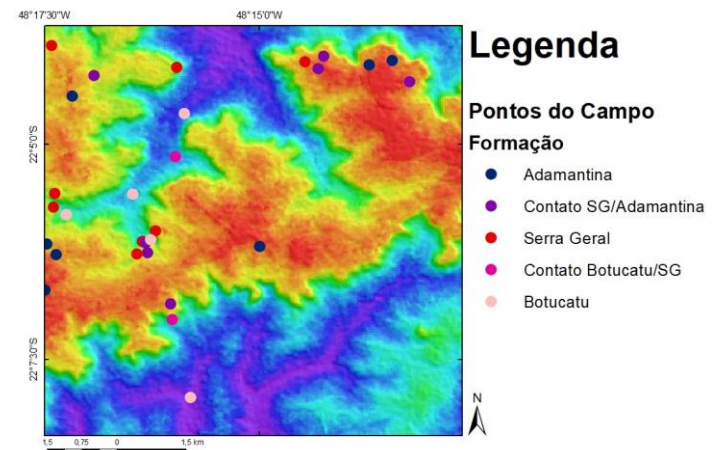 48°17'30"W 48°15'0"W
Legenda
Pontos do Campo
Formação
Adamantina
Contato SG/Adamantina
Serra Geral
Contato Botucatu/SG
Botucatu
22°5'0"S
22°7'30"S
N
1,5 0,75 0 1,5 km